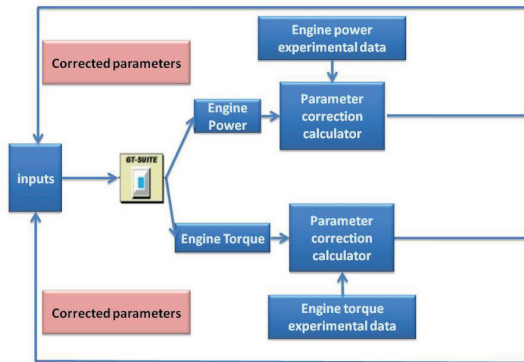 Engine power
experimental data
Corrected parameters
Engine
Power
Parameter
correction
calculator
GT-SUITE
inputs
Engine Torque
Parameter
correction
calculator
Corrected parameters
Engine torque
experimental data